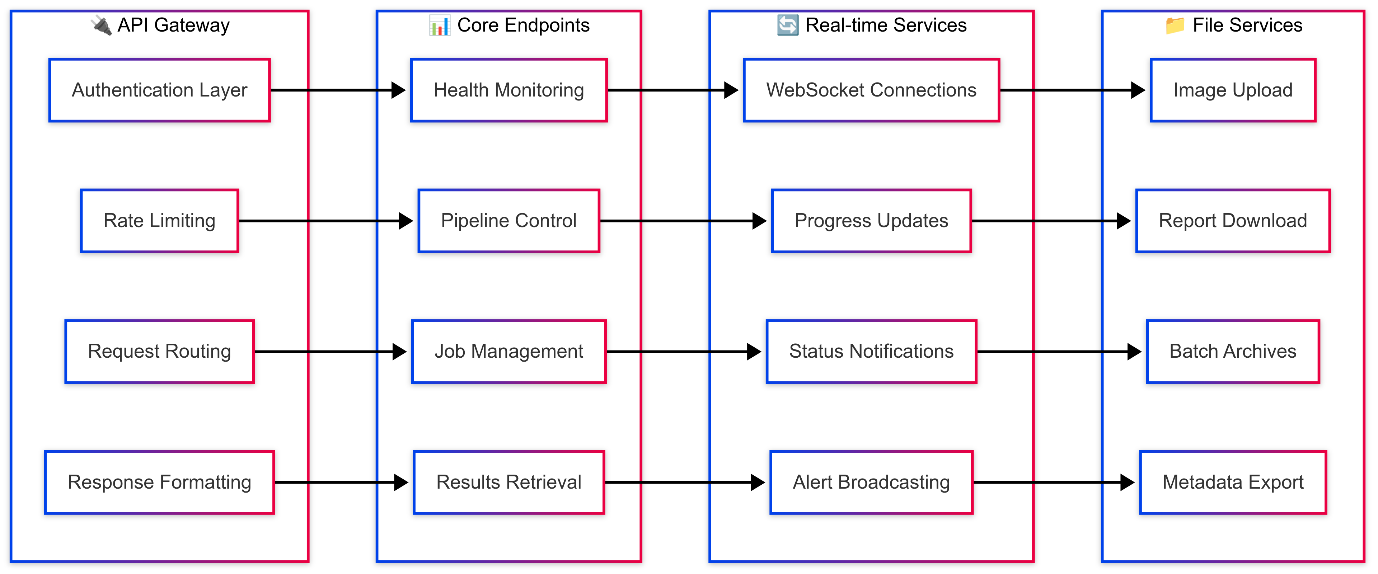 🔌 API Gateway
Authentication Layer
Rate Limiting
Request Routing
Response Formatting
📊 Core Endpoints
Health Monitoring
Pipeline Control
Job Management
Results Retrieval
🔄 Real-time Services
WebSocket Connections
Progress Updates
Status Notifications
Alert Broadcasting
📁 File Services
Image Upload
Report Download
Batch Archives
Metadata Export